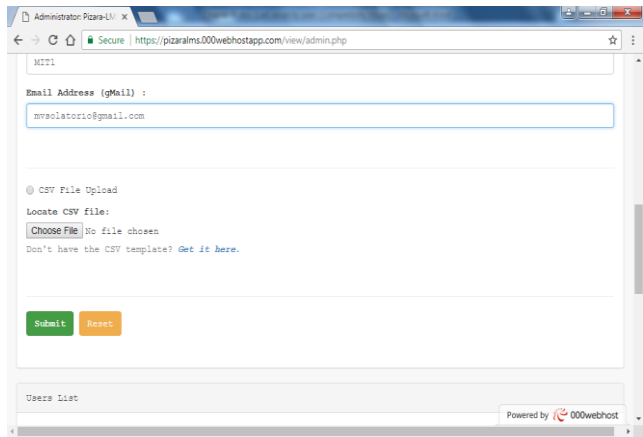 Administrator: Pizara-LM
Secure | https://pizaralms.000webhostapp.com/view/admin.php
MIT1
Email Address (gMail) :
mvsolatorio@gmail.com
CSV File Upload
Locate CSV file:
Choose File No file chosen
Don't have the CSV template? Get it here.
Submit Reset
Users List
Powered by 000webhost